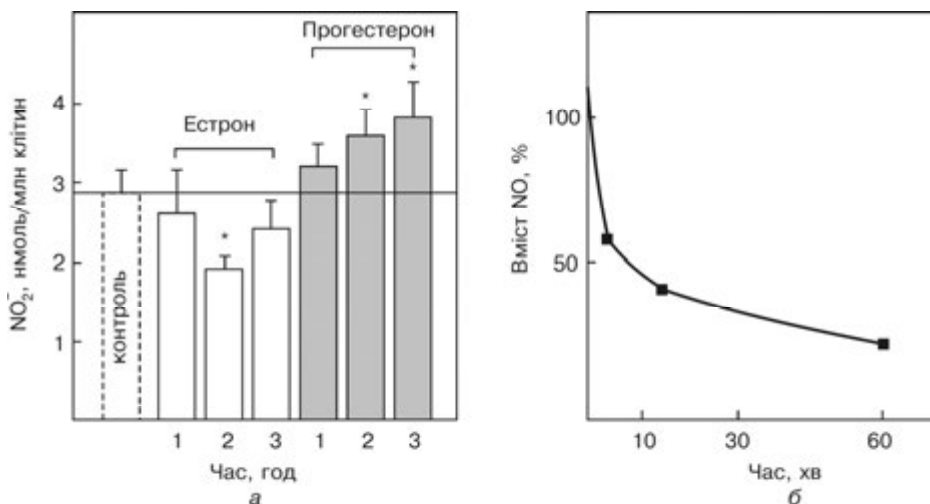 Прогестерон
*
*
4
Естрон
3
*
2
1
контроль
NO₂⁻, нмоль/млн клітин
1 2 3 1 2 3
Час, год
а
100
50
Вміст NO, %
10 30 60
Час, хв
б